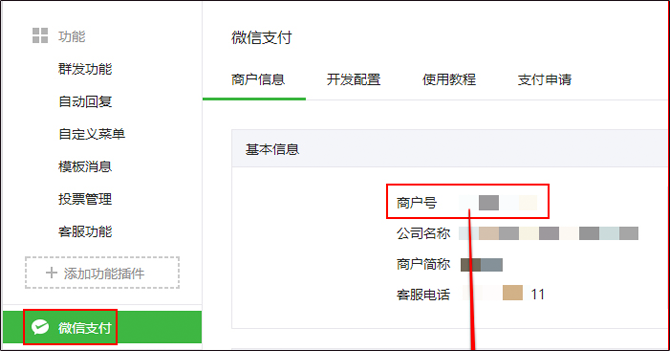 功能
群发功能
自动回复
自定义菜单
模板消息
投票管理
客服功能
添加功能插件
微信支付
微信支付
商户信息 开发配置 使用教程 支付申请
基本信息
商户号
公司名称
商户简称
客服电话 11